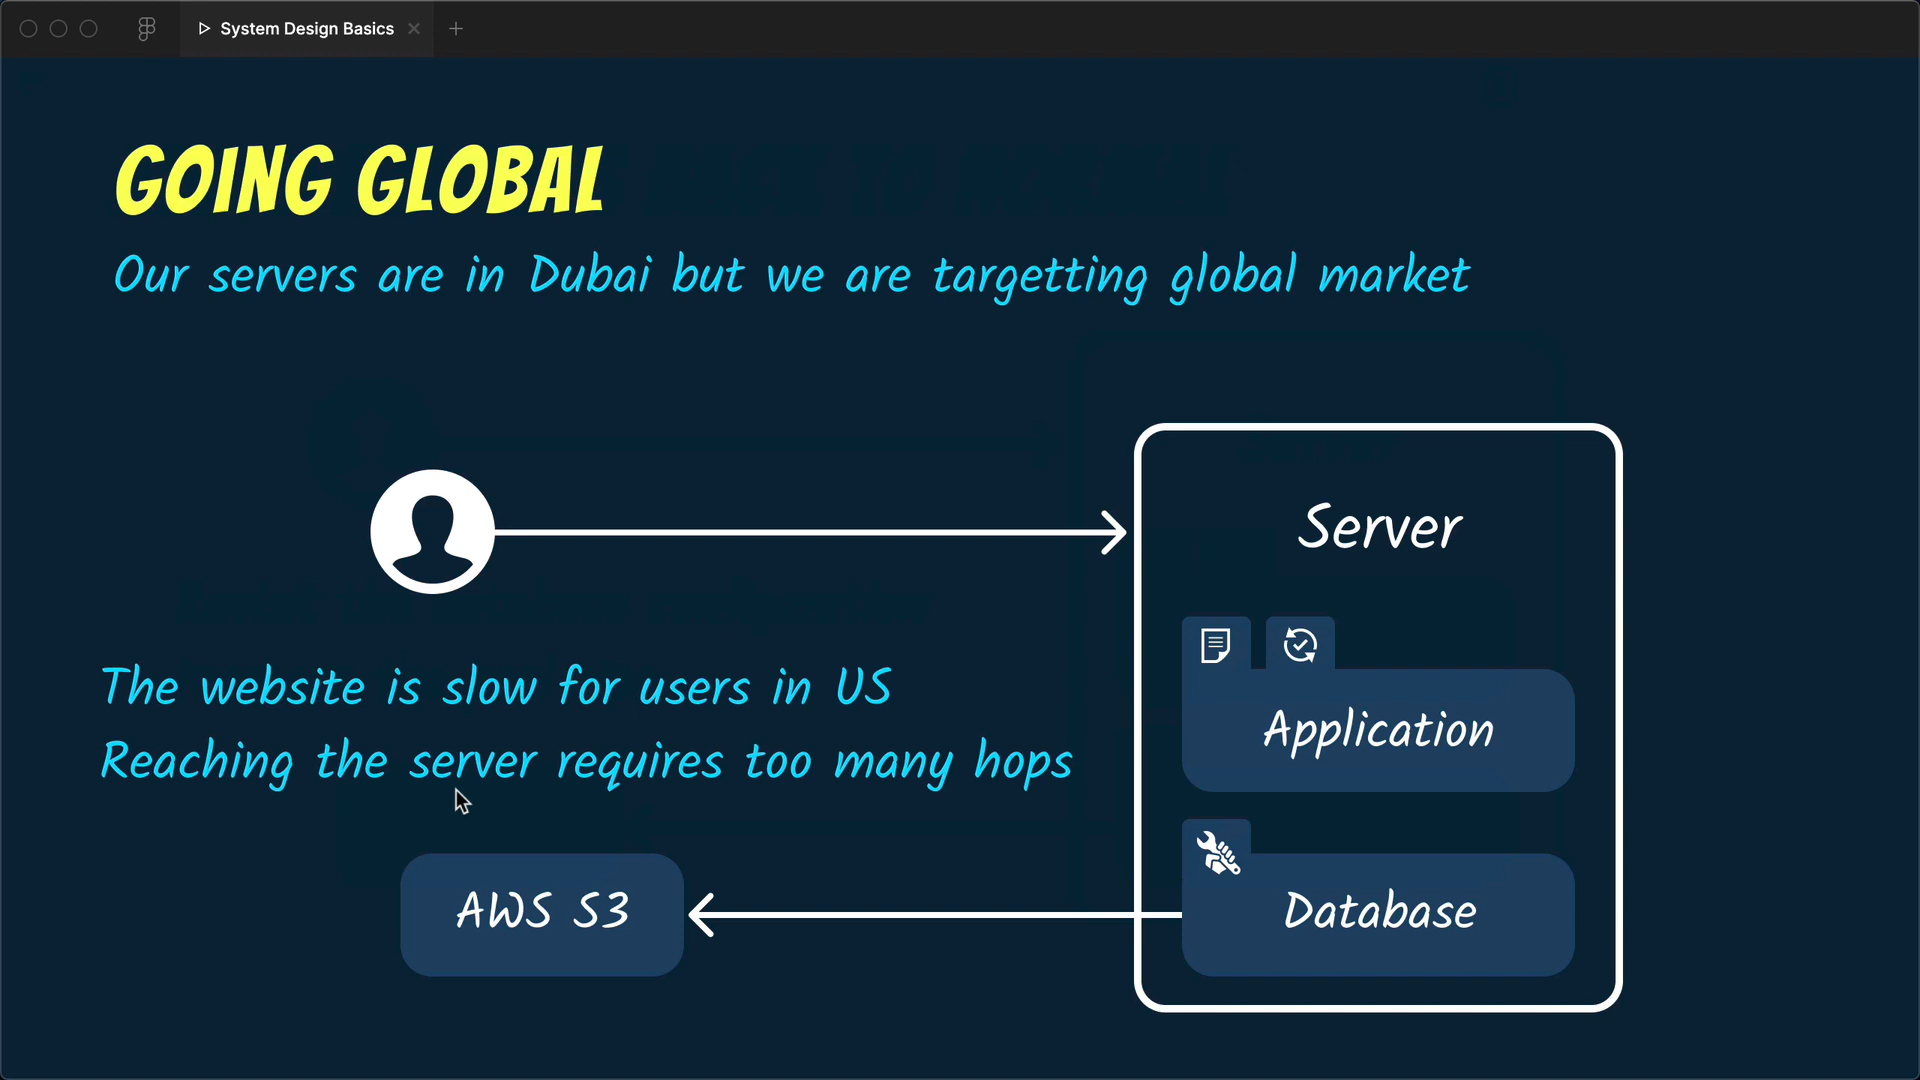 System Design Basics
GOING GLOBAL
Our servers are in Dubai but we are targetting global market
Server
The website is slow for users in US
Application
Reaching the server requires too many hops
AWS S3
Database